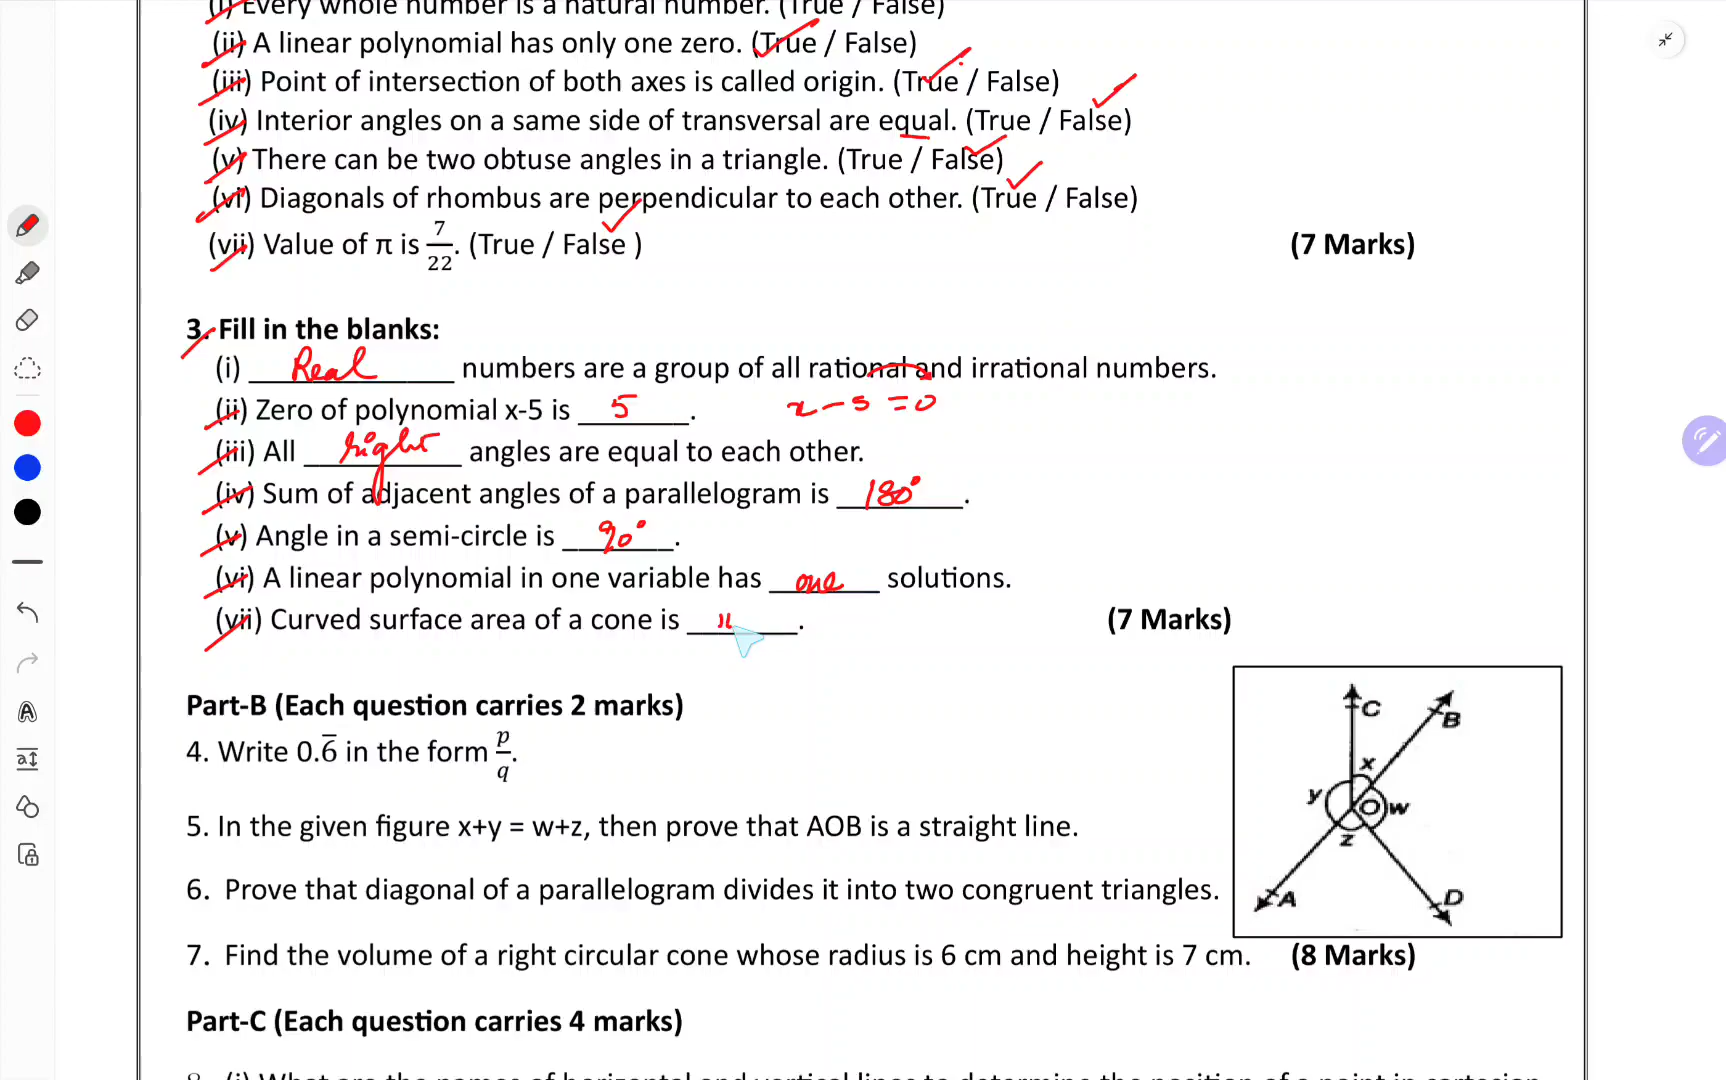 (i) Every whole number is a natural number. (True / False)
(ii) A linear polynomial has only one zero. (True / False)
(iii) Point of intersection of both axes is called origin. (True / False)
(iv) Interior angles on a same side of transversal are equal. (True / False)
(v) There can be two obtuse angles in a triangle. (True / False)
(vi) Diagonals of rhombus are perpendicular to each other. (True / False)
(vii) Value of π is 7/22. (True / False ) (7 Marks)
3. Fill in the blanks:
(i) Real numbers are a group of all rational and irrational numbers.
(ii) Zero of polynomial x-5 is 5. x - 5 = 0
(iii) All right angles are equal to each other.
(iv) Sum of adjacent angles of a parallelogram is 180°.
(v) Angle in a semi-circle is 90°.
(vi) A linear polynomial in one variable has one solutions.
(vii) Curved surface area of a cone is ________. (7 Marks)
Part-B (Each question carries 2 marks)
4. Write 0.6̅ in the form p/q.
5. In the given figure x+y = w+z, then prove that AOB is a straight line.
6. Prove that diagonal of a parallelogram divides it into two congruent triangles.
7. Find the volume of a right circular cone whose radius is 6 cm and height is 7 cm. (8 Marks)
C
B
x
y
O w
z
A
D
Part-C (Each question carries 4 marks)